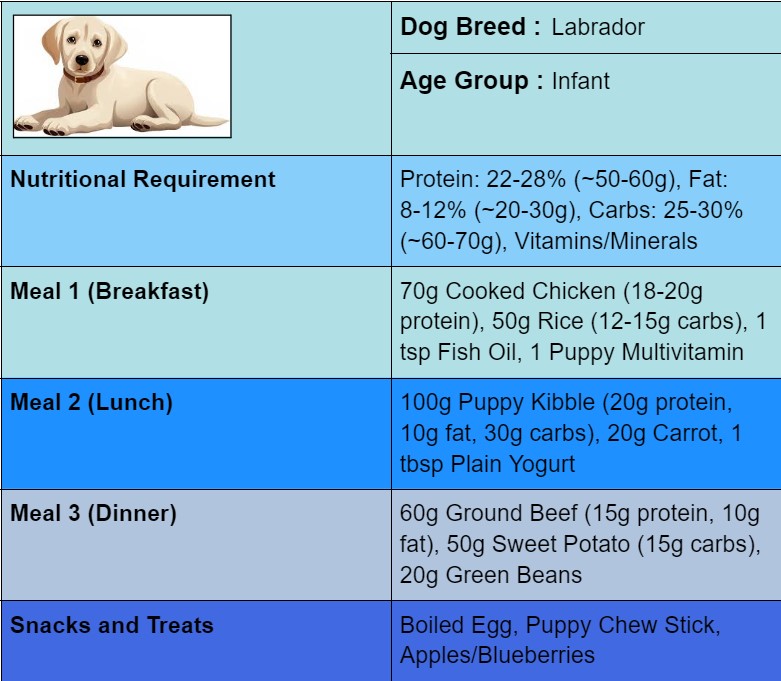 Dog Breed : Labrador
Age Group : Infant
Nutritional Requirement
Protein: 22-28% (~50-60g), Fat:
8-12% (~20-30g), Carbs: 25-30%
(~60-70g), Vitamins/Minerals
Meal 1 (Breakfast)
70g Cooked Chicken (18-20g
protein), 50g Rice (12-15g carbs), 1
tsp Fish Oil, 1 Puppy Multivitamin
Meal 2 (Lunch)
100g Puppy Kibble (20g protein,
10g fat, 30g carbs), 20g Carrot, 1
tbsp Plain Yogurt
Meal 3 (Dinner)
60g Ground Beef (15g protein, 10g
fat), 50g Sweet Potato (15g carbs),
20g Green Beans
Snacks and Treats
Boiled Egg, Puppy Chew Stick,
Apples/Blueberries